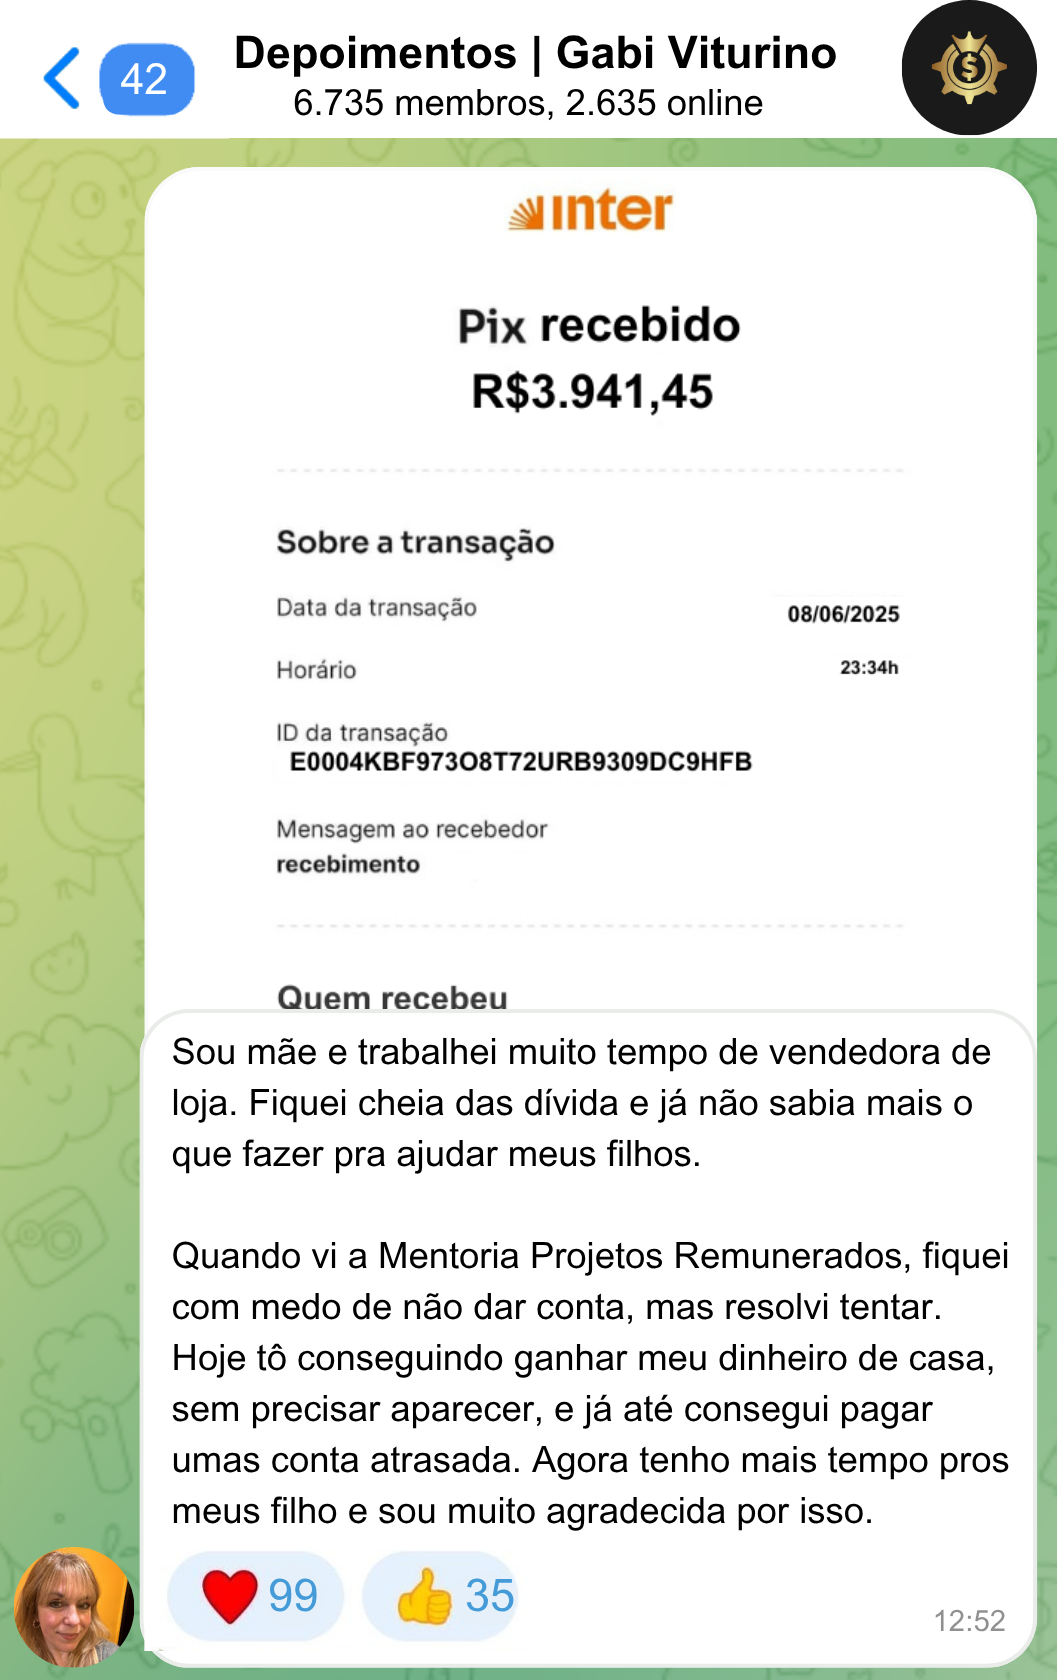 42
Depoimentos | Gabi Viturino
6.735 membros, 2.635 online
$
inter
Pix recebido
R$3.941,45
Sobre a transação
Data da transação 08/06/2025
Horário 23:34h
ID da transação
E0004KBF973O8T72URB9309DC9HFB
Mensagem ao recebedor
recebimento
Quem recebeu
Sou mãe e trabalhei muito tempo de vendedora de
loja. Fiquei cheia das dívida e já não sabia mais o
que fazer pra ajudar meus filhos.
Quando vi a Mentoria Projetos Remunerados, fiquei
com medo de não dar conta, mas resolvi tentar.
Hoje tô conseguindo ganhar meu dinheiro de casa,
sem precisar aparecer, e já até consegui pagar
umas conta atrasada. Agora tenho mais tempo pros
meus filho e sou muito agradecida por isso.
99 35
12:52